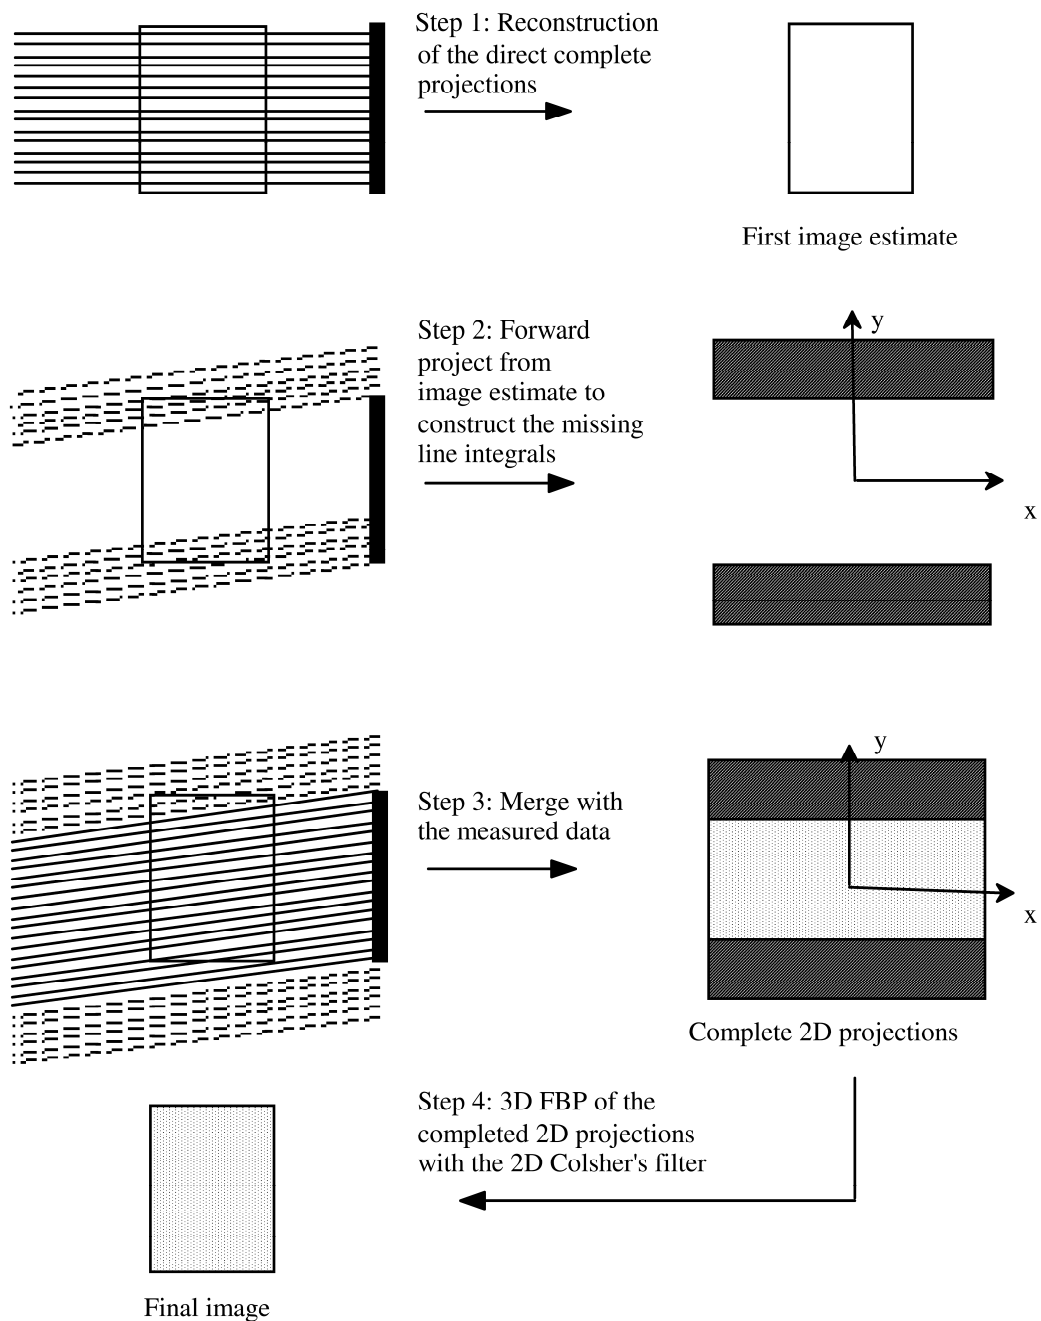 Step 1: Reconstruction
of the direct complete
projections
First image estimate
Step 2: Forward
project from
image estimate to
construct the missing
line integrals
y
x
Step 3: Merge with
the measured data
y
x
Complete 2D projections
Step 4: 3D FBP of the
completed 2D projections
with the 2D Colsher's filter
Final image